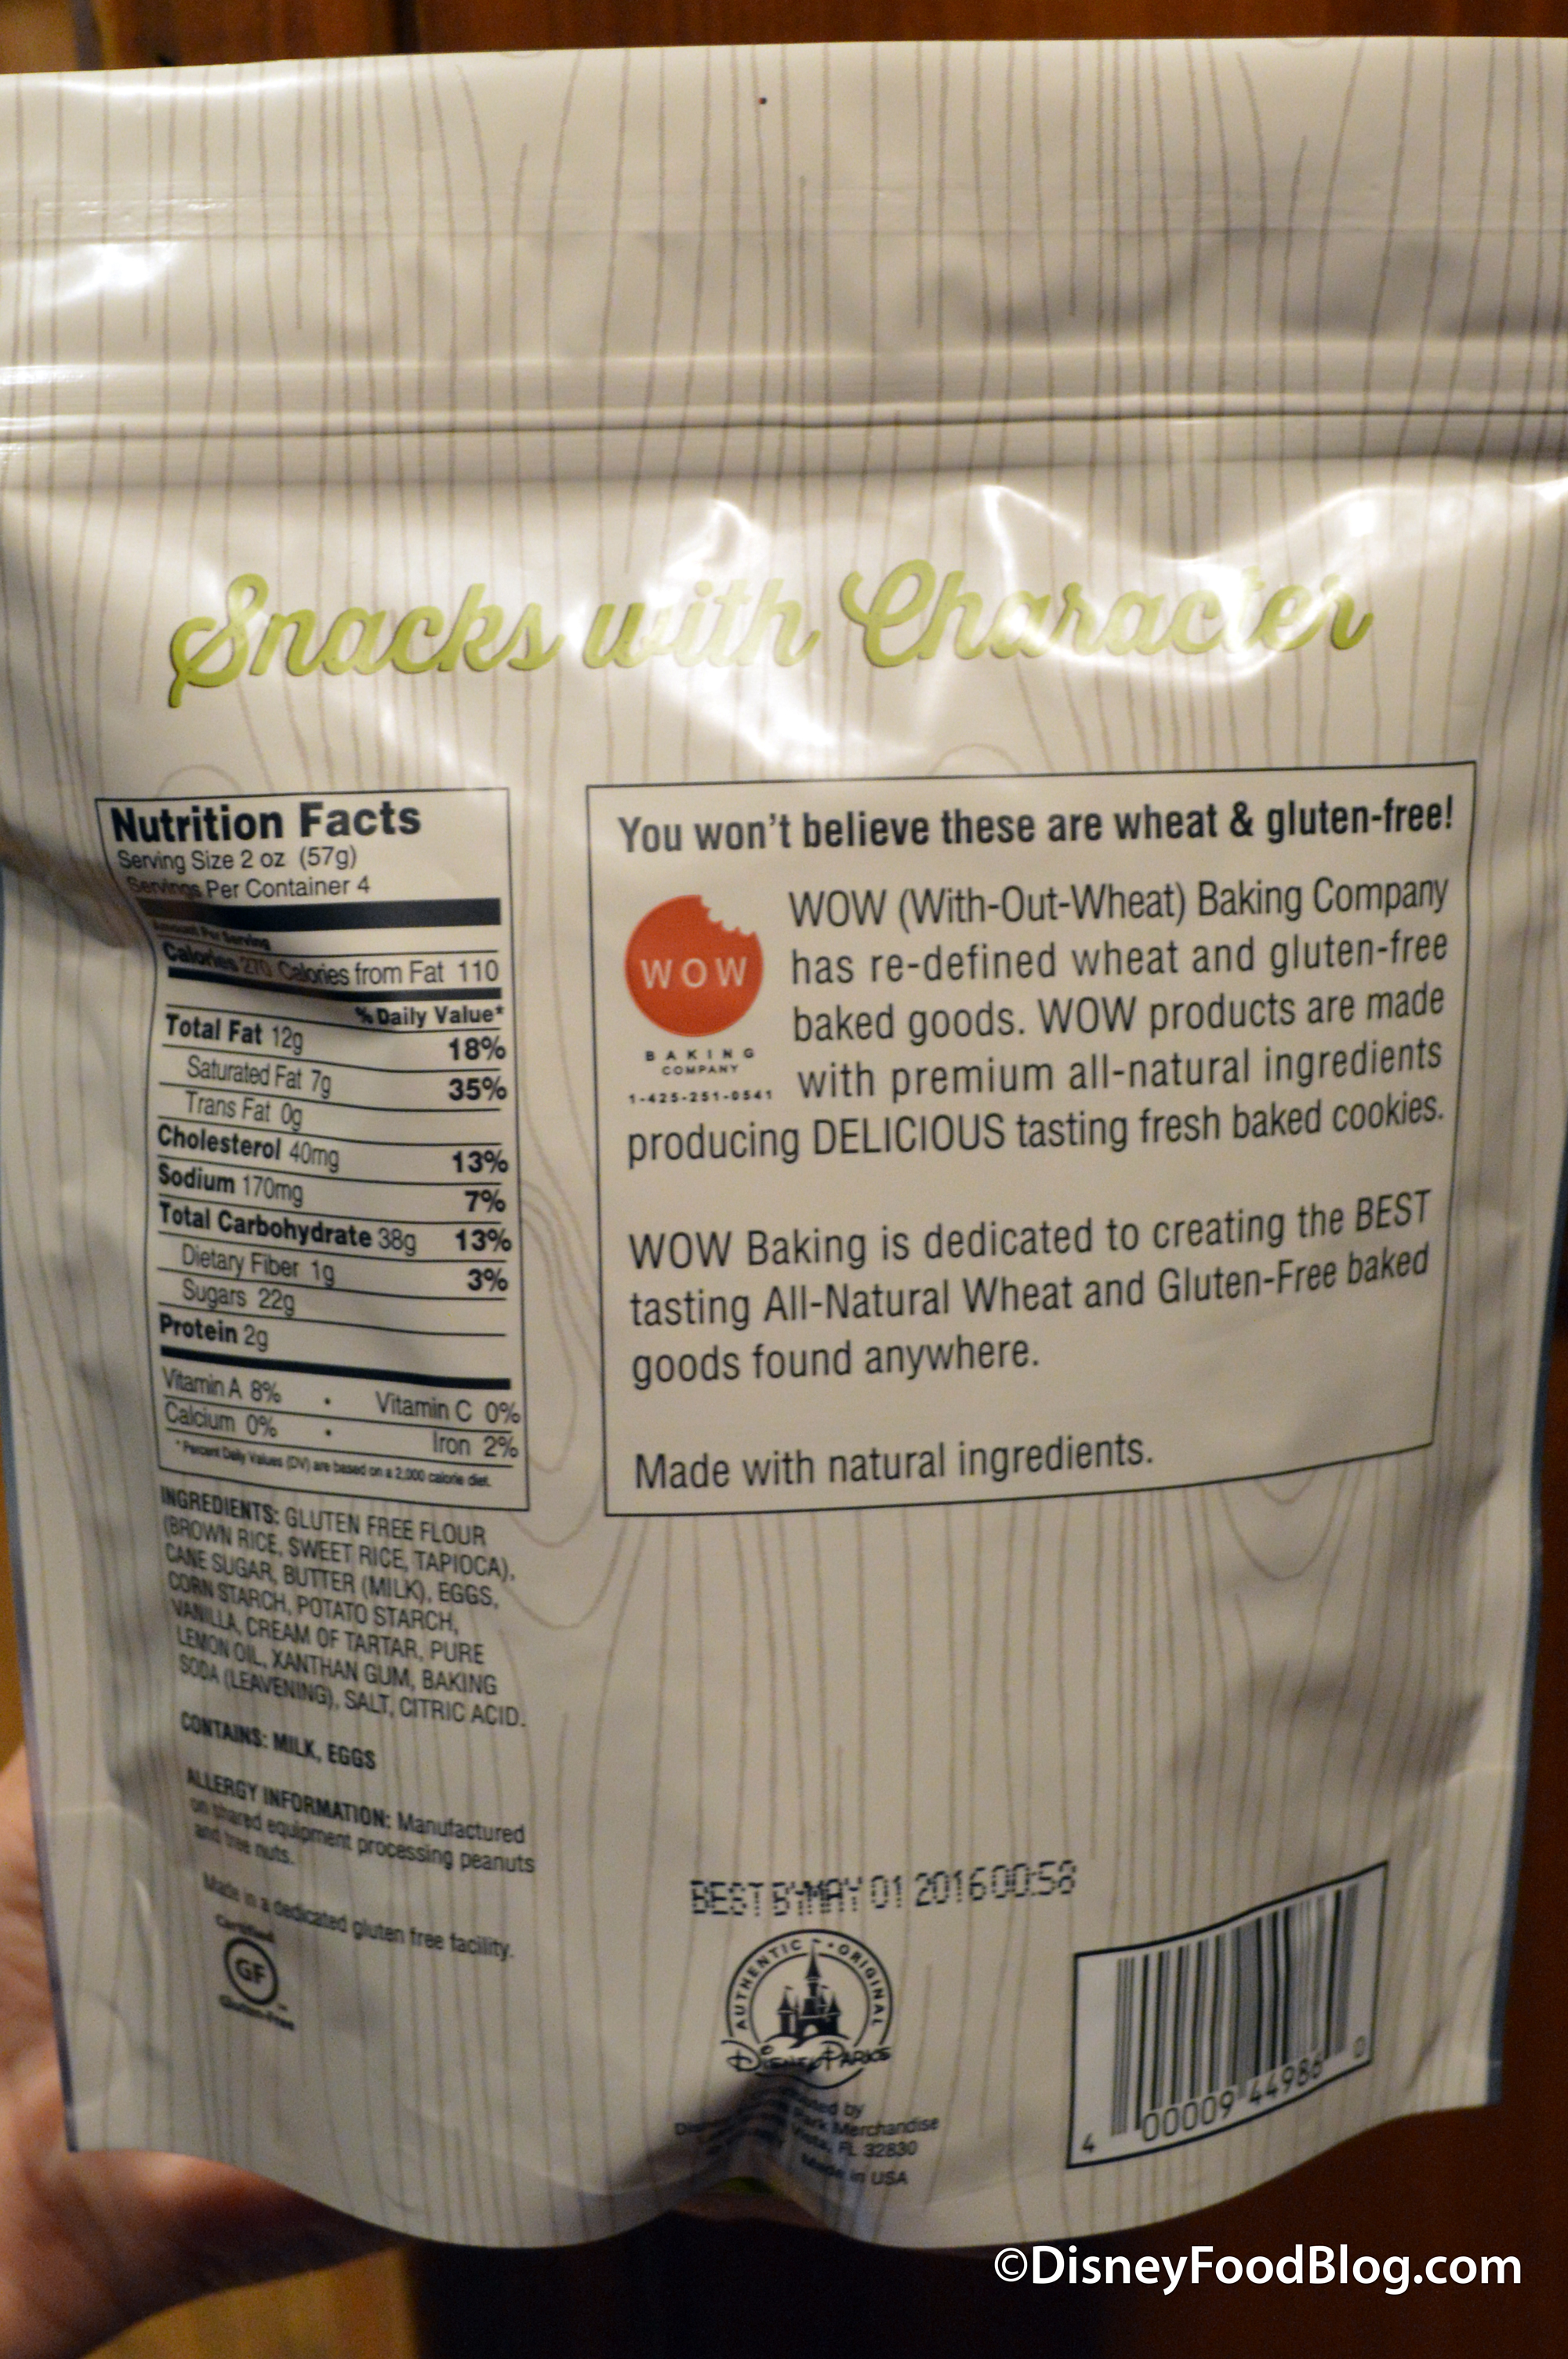 Snacks with Character
Nutrition Facts
Serving Size 2 oz (57g)
Servings Per Container 4
Amount Per Serving
Calories 270 Calories from Fat 110
% Daily Value*
Total Fat 12g 18%
Saturated Fat 7g 35%
Trans Fat 0g
Cholesterol 40mg 13%
Sodium 170mg 7%
Total Carbohydrate 38g 13%
Dietary Fiber 1g 3%
Sugars 22g
Protein 2g
Vitamin A 8% • Vitamin C 0%
Calcium 0% • Iron 2%
*Percent Daily Values (DV) are based on a 2,000 calorie diet.
INGREDIENTS: GLUTEN FREE FLOUR
(BROWN RICE, SWEET RICE, TAPIOCA),
CANE SUGAR, BUTTER (MILK), EGGS,
CORN STARCH, POTATO STARCH,
VANILLA, CREAM OF TARTAR, PURE
LEMON OIL, XANTHAN GUM, BAKING
SODA (LEAVENING), SALT, CITRIC ACID.
CONTAINS: MILK, EGGS
ALLERGY INFORMATION: Manufactured
on shared equipment processing peanuts
and tree nuts.
Made in a dedicated gluten free facility.
Certified
GF
Gluten-Free
You won't believe these are wheat & gluten-free!
WOW
BAKING
COMPANY
1-425-251-0541
WOW (With-Out-Wheat) Baking Company
has re-defined wheat and gluten-free
baked goods. WOW products are made
with premium all-natural ingredients
producing DELICIOUS tasting fresh baked cookies.
WOW Baking is dedicated to creating the BEST
tasting All-Natural Wheat and Gluten-Free baked
goods found anywhere.
Made with natural ingredients.
BEST BY MAY 01 2016 00:58
AUTHENTIC ORIGINAL
Disney PARKS
by
Merchandise
FL 32830
Made in USA
4 00009 44986 0
©DisneyFoodBlog.com